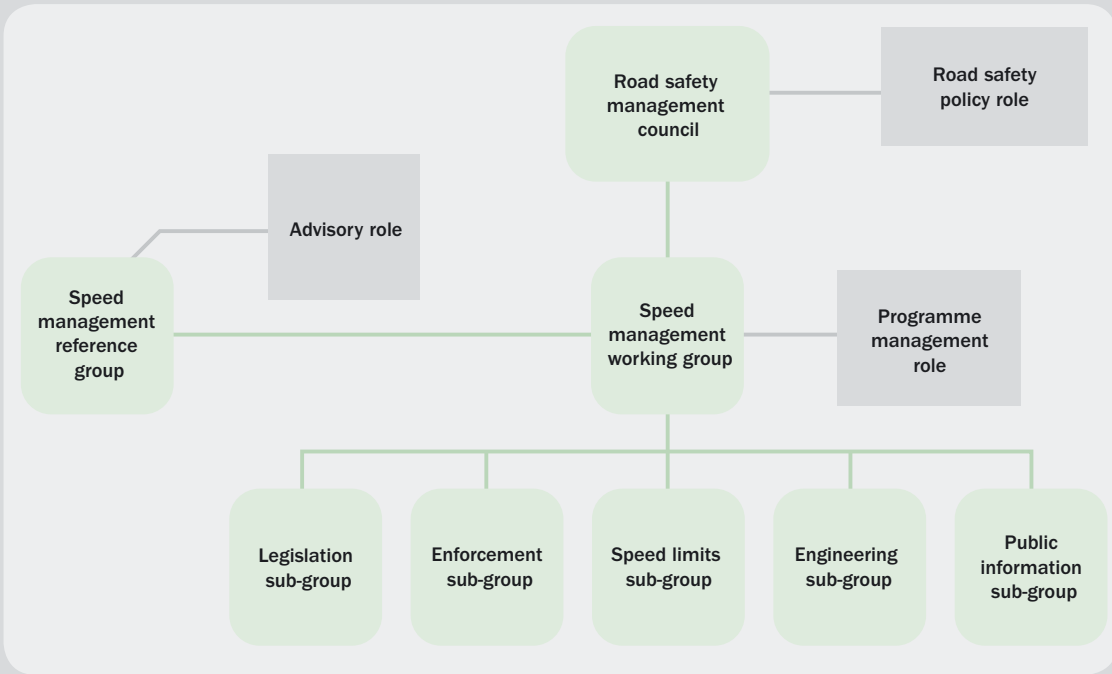 Road safety
management
council
Road safety
policy role
Advisory role
Speed
management
reference
group
Speed
management
working group
Programme
management
role
Legislation
sub-group
Enforcement
sub-group
Speed limits
sub-group
Engineering
sub-group
Public
information
sub-group